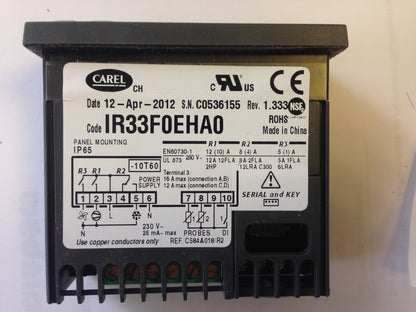 CAREL
CH
C UL US
CE
Date 12-Apr-2012 S.N. C0536155 Rev. 1.333
NSF
Code IR33F0EHA0
ROHS
Made in China
PANEL MOUNTING
IP65
EN60730-1
UL 873 250 V~
R1 R2 R3
12 (10) A 8 (4) A 5 (1) A
12A 12FLA 5A 2FLA 5A 1FLA
2HP 12LRA C300 6LRA
-10T60
R3 R1 R2
POWER
SUPPLY
Terminal 3:
16 A max (connection A,B)
12 A max (connection C,D)
SERIAL and KEY
1 2 3 4 5 6
7 8 9 10
L N
N
230 V~
25 mA~ max
PROBES DI
Use copper conductors only
REF. C584A018/R2